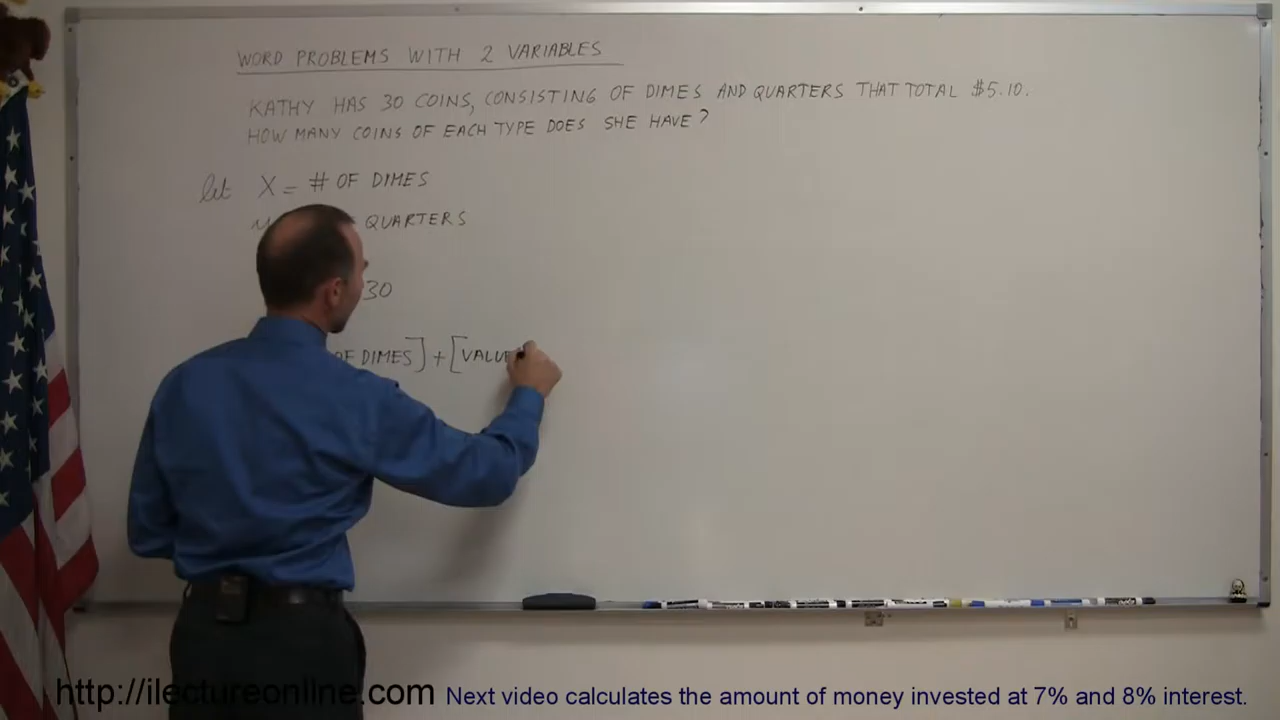 WORD PROBLEMS WITH 2 VARIABLES
KATHY HAS 30 COINS, CONSISTING OF DIMES AND QUARTERS THAT TOTAL $5.10.
HOW MANY COINS OF EACH TYPE DOES SHE HAVE?
let X = # OF DIMES
QUARTERS
30
OF DIMES] + [VALUE
http://ilectureonline.com Next video calculates the amount of money invested at 7% and 8% interest.